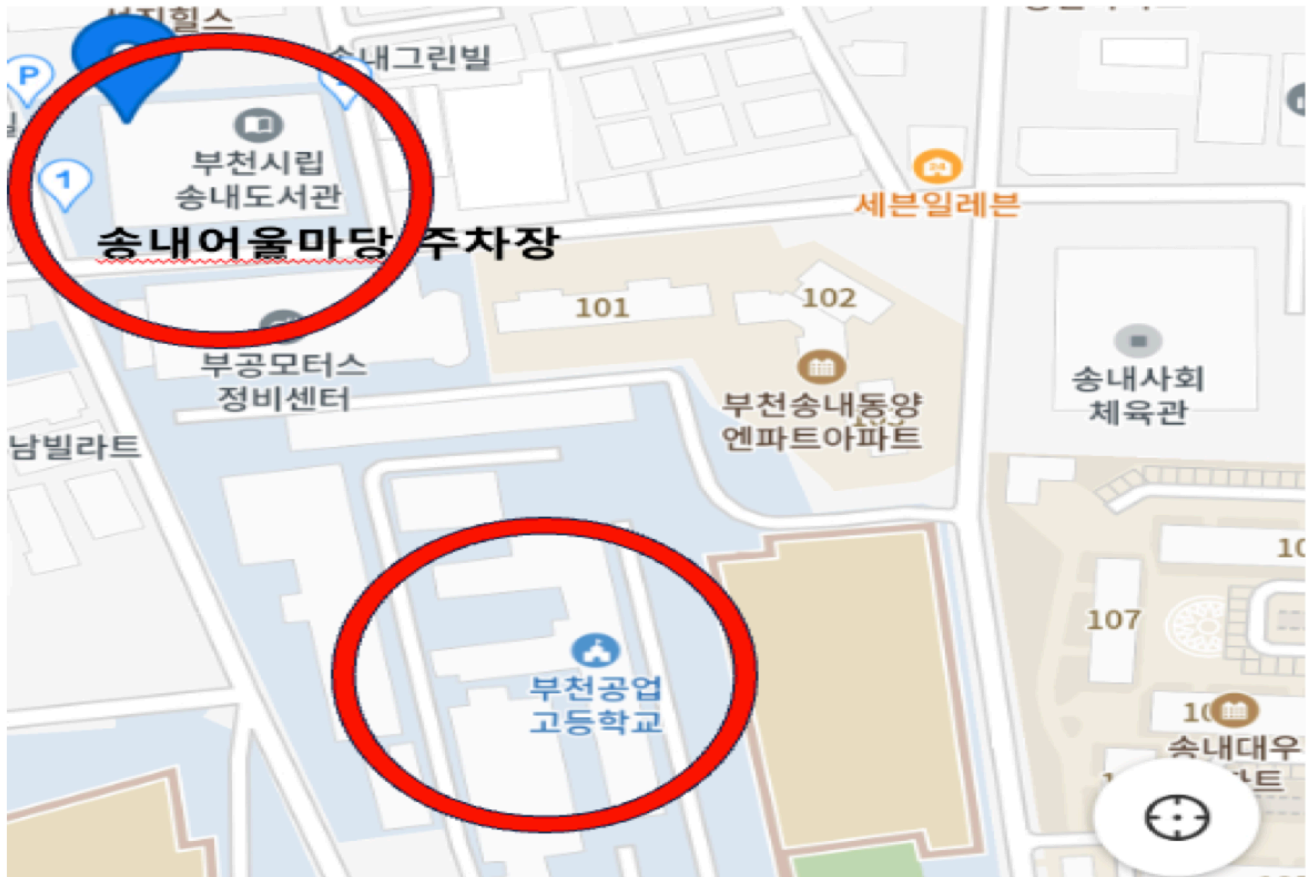 송내그린빌
P
부천시립
송내도서관
1
세븐일레븐
24
송내어울마당 주차장
101
102
부공모터스
정비센터
부천송내동양
엔파트아파트
103
송내사회
체육관
남빌라트
107
부천공업
고등학교
송내대우